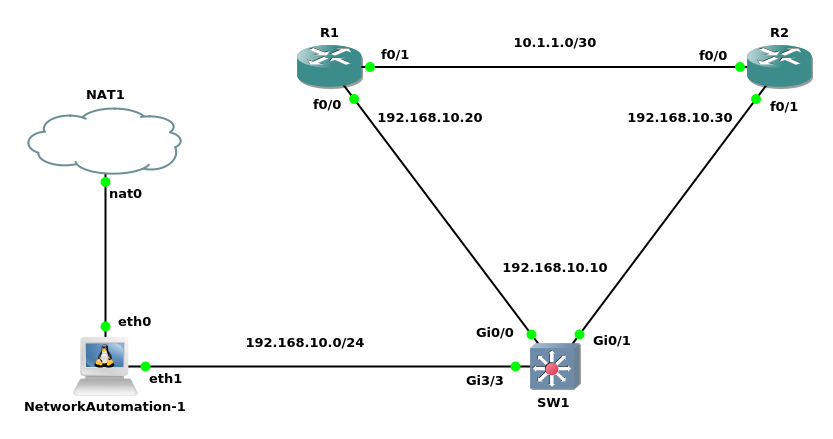 R1
R2
10.1.1.0/30
f0/1
f0/0
NAT1
f0/0
f0/1
192.168.10.20
192.168.10.30
nat0
192.168.10.10
eth0
Gi0/0
Gi0/1
192.168.10.0/24
eth1
Gi3/3
NetworkAutomation-1
SW1